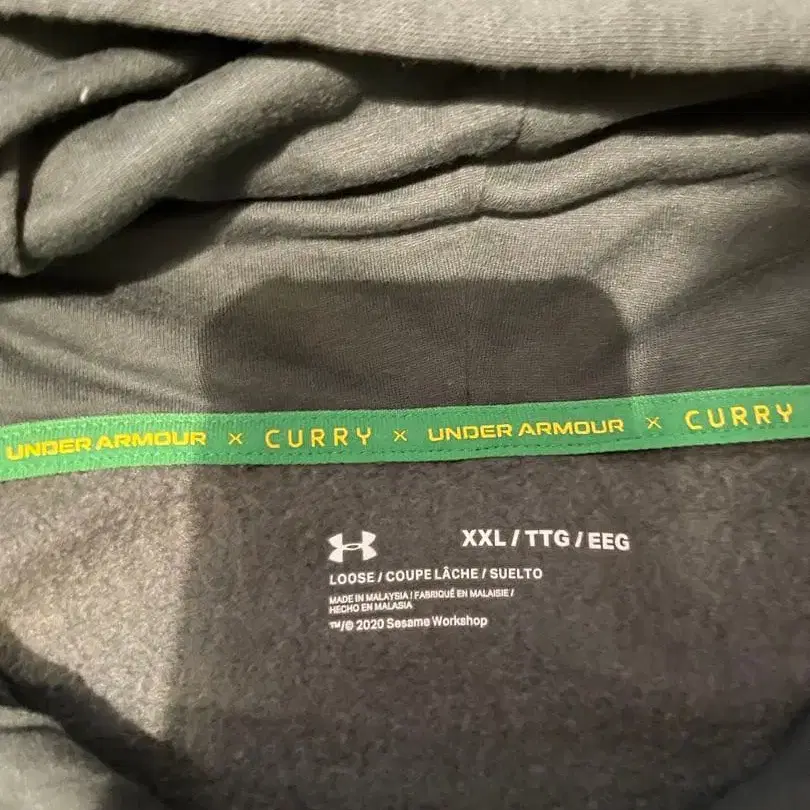 UNDER ARMOUR × CURRY × UNDER ARMOUR × CURRY
XXL / TTG / EEG
LOOSE / COUPE LÂCHE / SUELTO
MADE IN MALAYSIA / FABRIQUÉ EN MALAISIE /
HECHO EN MALASIA
™/© 2020 Sesame Workshop